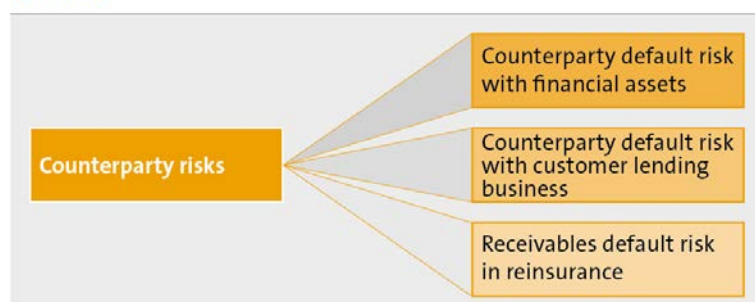 Counterparty risks
Counterparty default risk
with financial assets
Counterparty default risk
with customer lending
business
Receivables default risk
in reinsurance